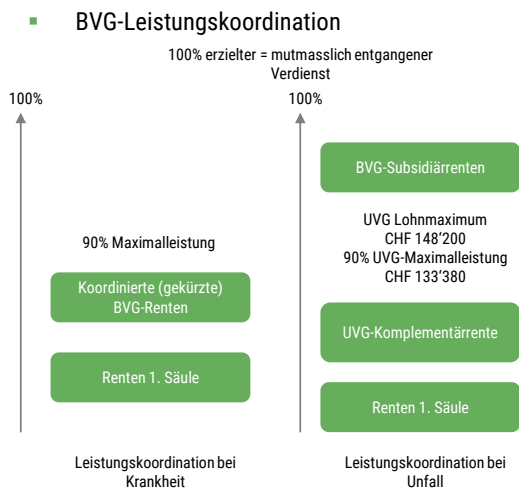 BVG-Leistungskoordination
100% erzielter = mutmasslich entgangener
Verdienst
100%
100%
BVG-Subsidiärrenten
UVG Lohnmaximum
CHF 148‘200
90% UVG-Maximalleistung
CHF 133‘380
90% Maximalleistung
Koordinierte (gekürzte)
BVG-Renten
UVG-Komplementärrente
Renten 1. Säule
Renten 1. Säule
Leistungskoordination bei
Krankheit
Leistungskoordination bei
Unfall